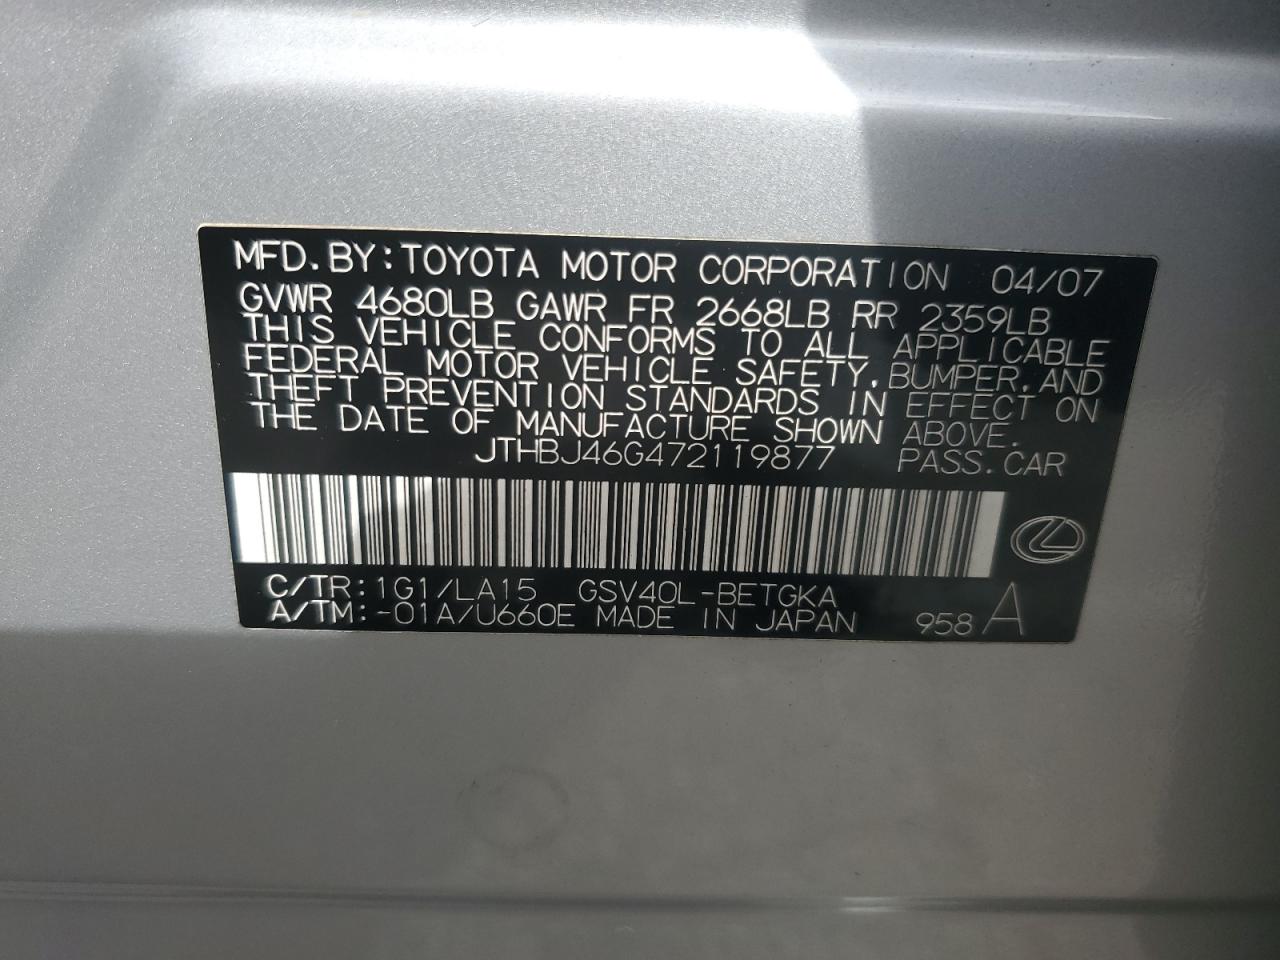 MFD. BY: TOYOTA MOTOR CORPORATION 04/07
GVWR 4680LB GAWR FR 2668LB RR 2359LB
THIS VEHICLE CONFORMS TO ALL APPLICABLE
FEDERAL MOTOR VEHICLE SAFETY, BUMPER, AND
THEFT PREVENTION STANDARDS IN EFFECT ON
THE DATE OF MANUFACTURE SHOWN ABOVE.
JTHBJ46G472119877 PASS. CAR
C/TR: 1G1/LA15 GSV40L-BETGKA
A/TM: -01A/U660E MADE IN JAPAN 958 A